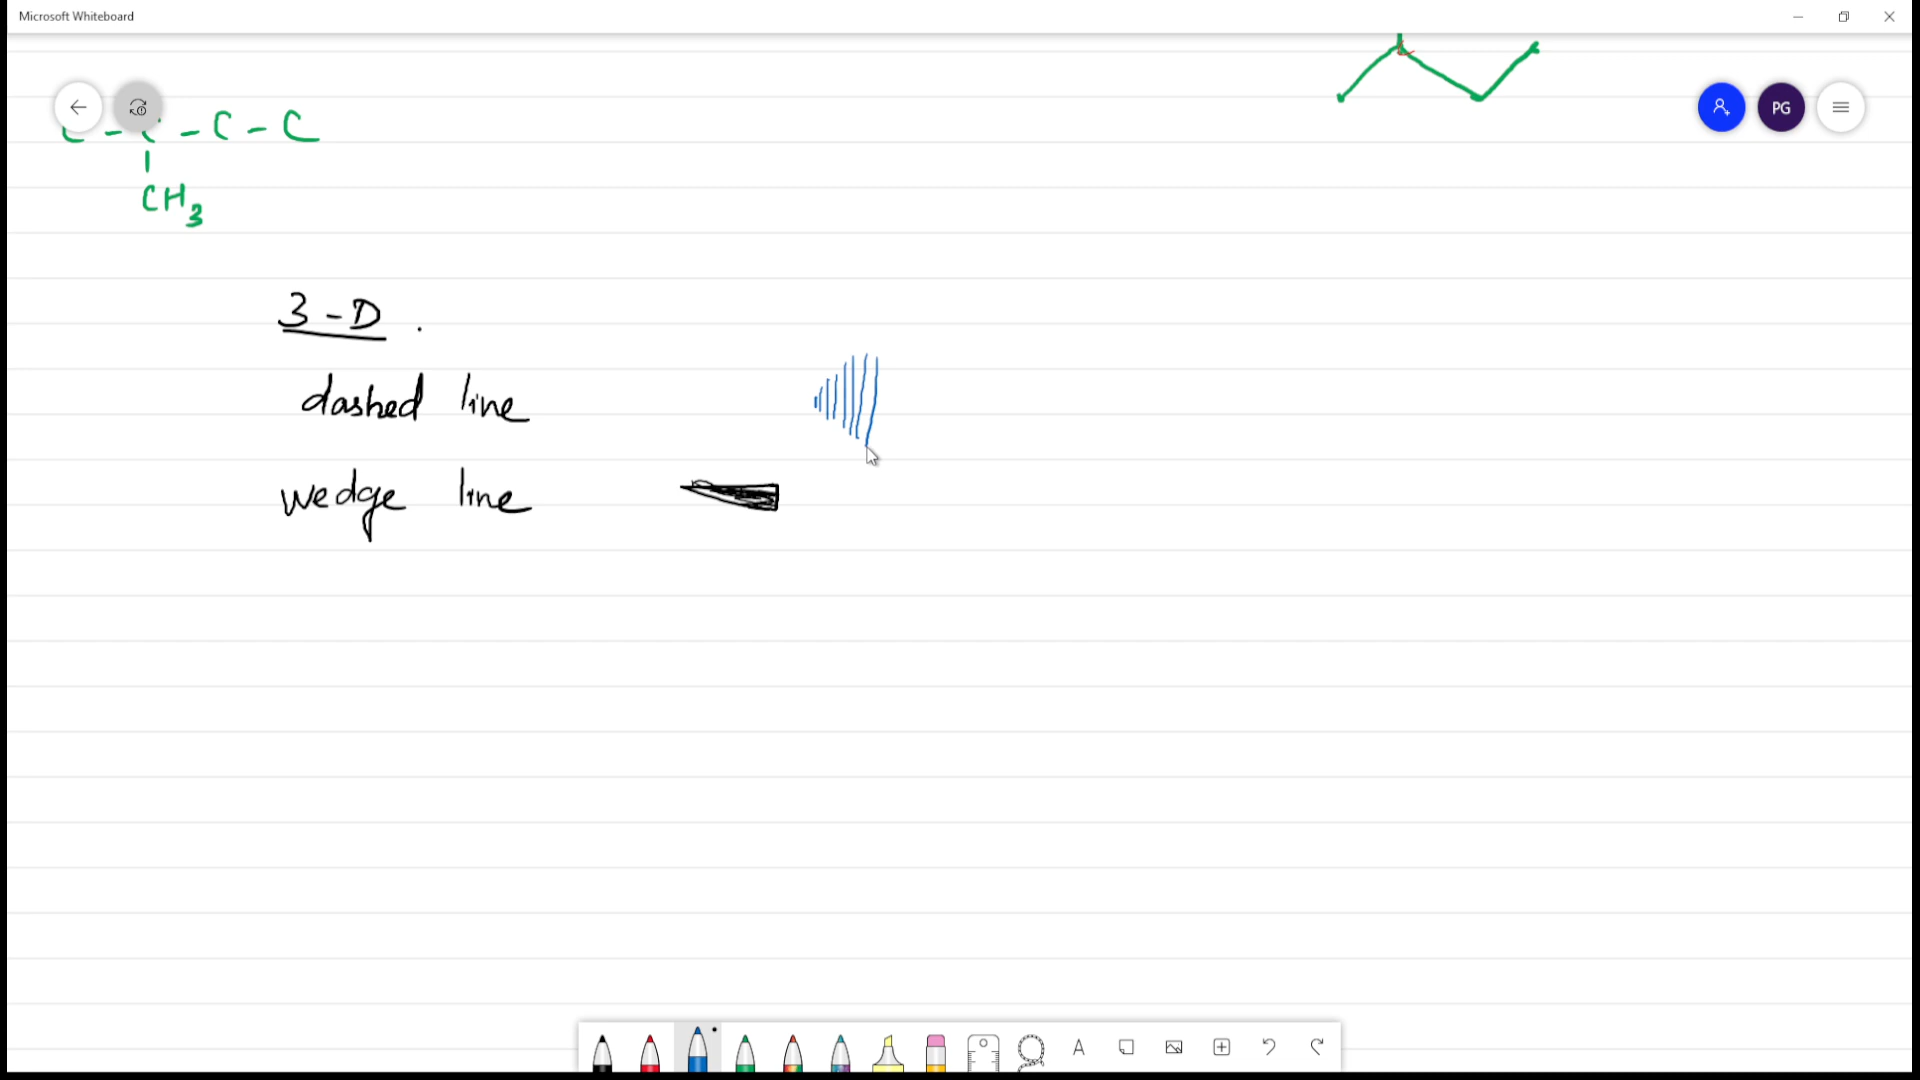 Microsoft Whiteboard
PG
C - C - C - C
CH3
3-D.
dashed line
wedge line
A